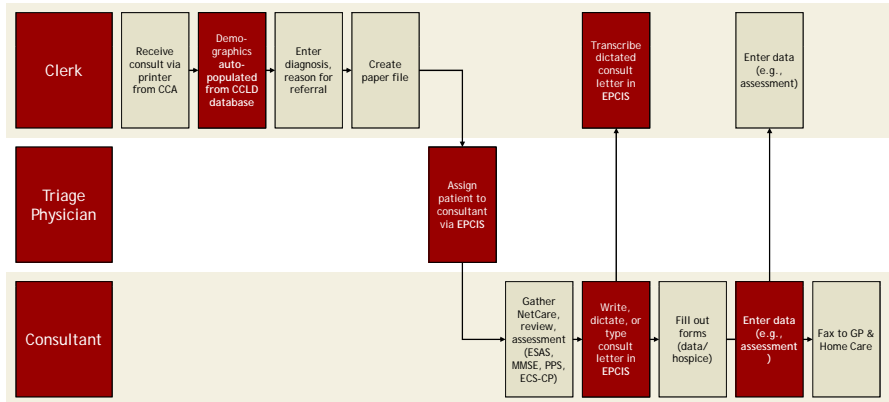 Clerk
Receive
consult via
printer
from CCA
Demo-
graphics
auto-
populated
from CCLD
database
Enter
diagnosis,
reason for
referral
Create
paper file
Transcribe
dictated
consult
letter in
EPCIS
Enter data
(e.g.,
assessment)
Triage
Physician
Assign
patient to
consultant
via EPCIS
Consultant
Gather
NetCare,
review,
assessment
(ESAS,
MMSE, PPS,
ECS-CP)
Write,
dictate, or
type
consult
letter in
EPCIS
Fill out
forms
(data/
hospice)
Enter data
(e.g.,
assessment
)
Fax to GP &
Home Care